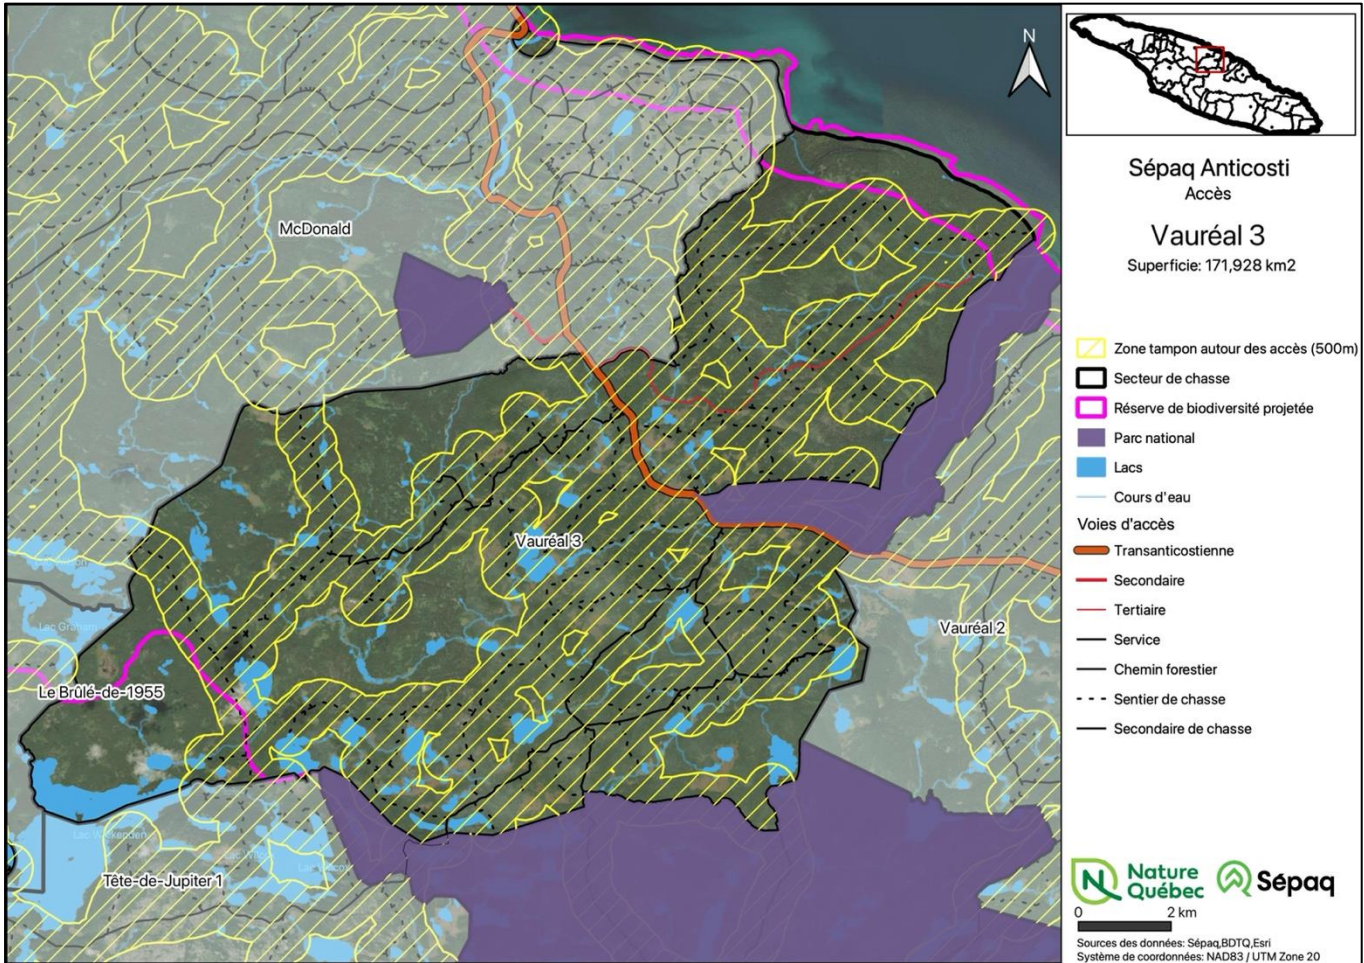 N
McDonald
Vauréal 3
Vauréal 2
Le Brûlé-de-1955
Tête-de-Jupiter 1
Sépaq Anticosti
Accès
Vauréal 3
Superficie: 171,928 km2
Zone tampon autour des accès (500m)
Secteur de chasse
Réserve de biodiversité projetée
Parc national
Lacs
Cours d'eau
Voies d'accès
Transanticostienne
Secondaire
Tertiaire
Service
Chemin forestier
Sentier de chasse
Secondaire de chasse
Nature
Québec
Sépaq
0 2 km
Sources des données: Sépaq,BDTQ,Esri
Système de coordonnées: NAD83 / UTM Zone 20